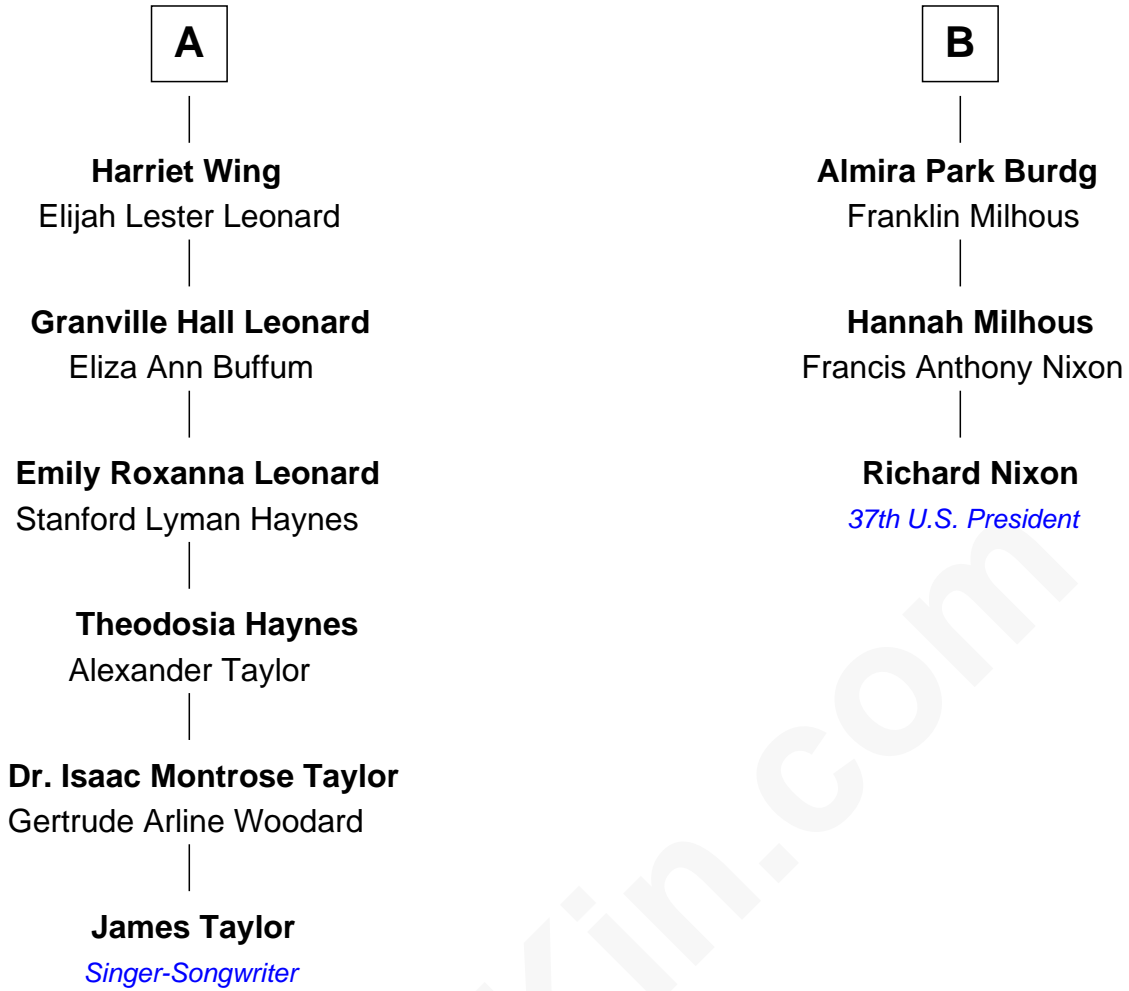 A
Harriet Wing
Elijah Lester Leonard
Granville Hall Leonard
Eliza Ann Buffum
Emily Roxanna Leonard
Stanford Lyman Haynes
Theodosia Haynes
Alexander Taylor
Dr. Isaac Montrose Taylor
Gertrude Arline Woodard
James Taylor
Singer-Songwriter
B
Almira Park Burdg
Franklin Milhous
Hannah Milhous
Francis Anthony Nixon
Richard Nixon
37th U.S. President
Kin.com